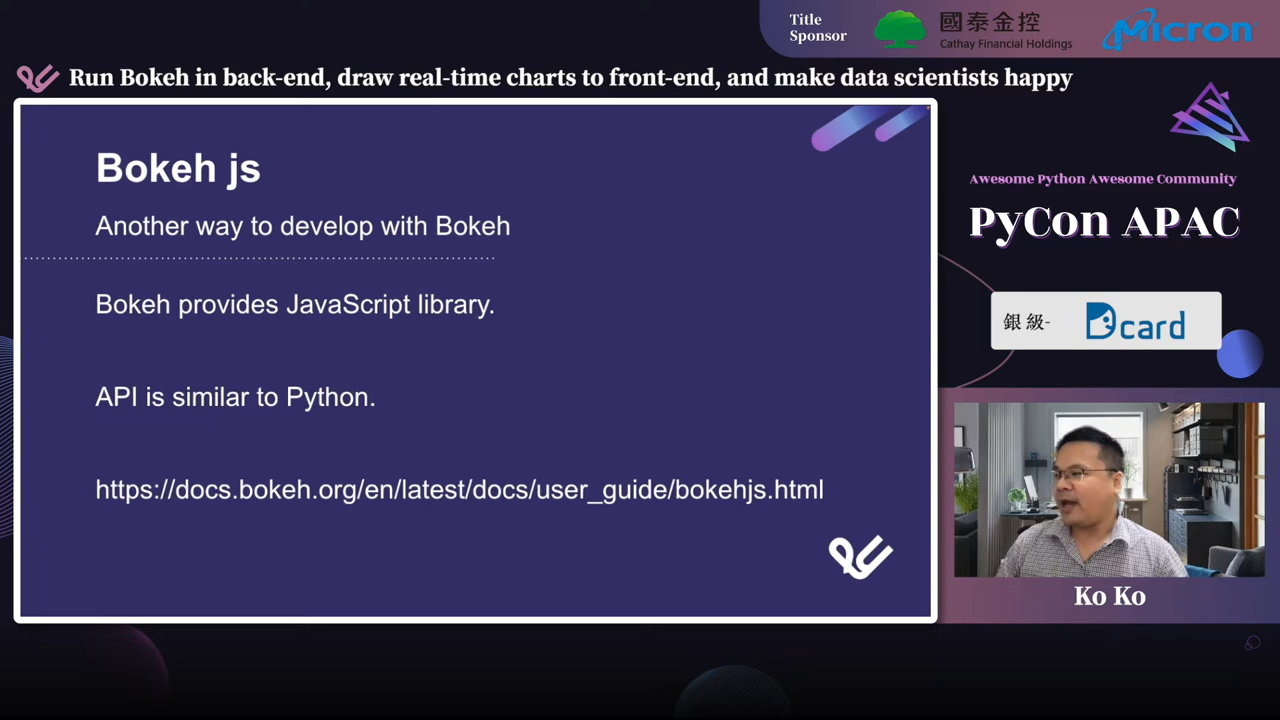 Title
Sponsor
國泰金控
Cathay Financial Holdings
Micron
Run Bokeh in back-end, draw real-time charts to front-end, and make data scientists happy
Bokeh js
Another way to develop with Bokeh
Bokeh provides JavaScript library.
API is similar to Python.
https://docs.bokeh.org/en/latest/docs/user_guide/bokehjs.html
Awesome Python Awesome Community
PyCon APAC
銀級-
Dcard
Ko Ko